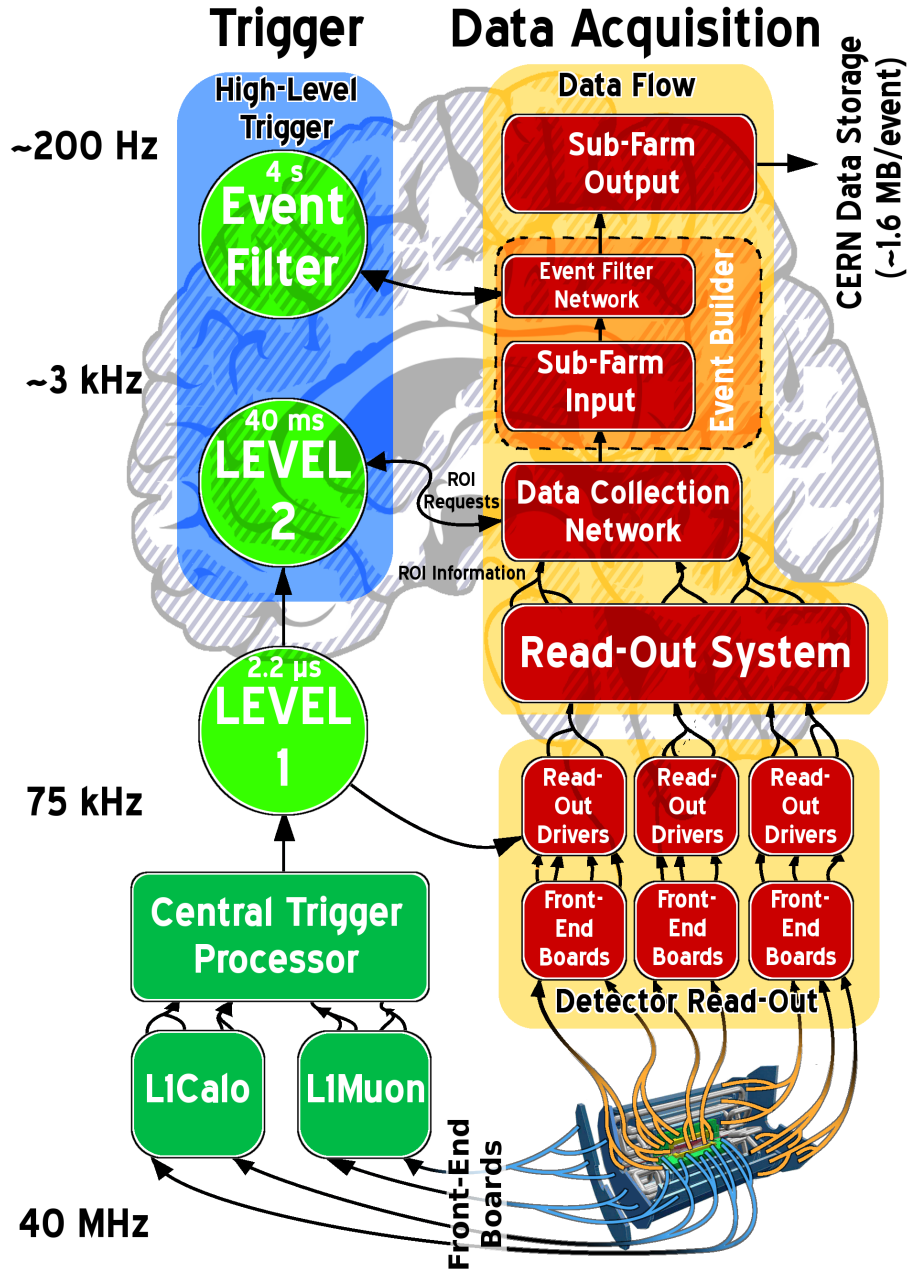 Trigger
Data Acquisition
High-Level
Trigger
~200 Hz
4 s
Event
Filter
~3 kHz
40 ms
LEVEL
2
ROI
Requests
ROI Information
2.2 µs
LEVEL
1
75 kHz
Central Trigger
Processor
L1Calo
L1Muon
40 MHz
Front-End
Boards
Data Flow
Sub-Farm
Output
CERN Data Storage
(~1.6 MB/event)
Event Filter
Network
Sub-Farm
Input
Event Builder
Data Collection
Network
Read-Out System
Read-
Out
Drivers
Read-
Out
Drivers
Read-
Out
Drivers
Front-
End
Boards
Front-
End
Boards
Front-
End
Boards
Detector Read-Out